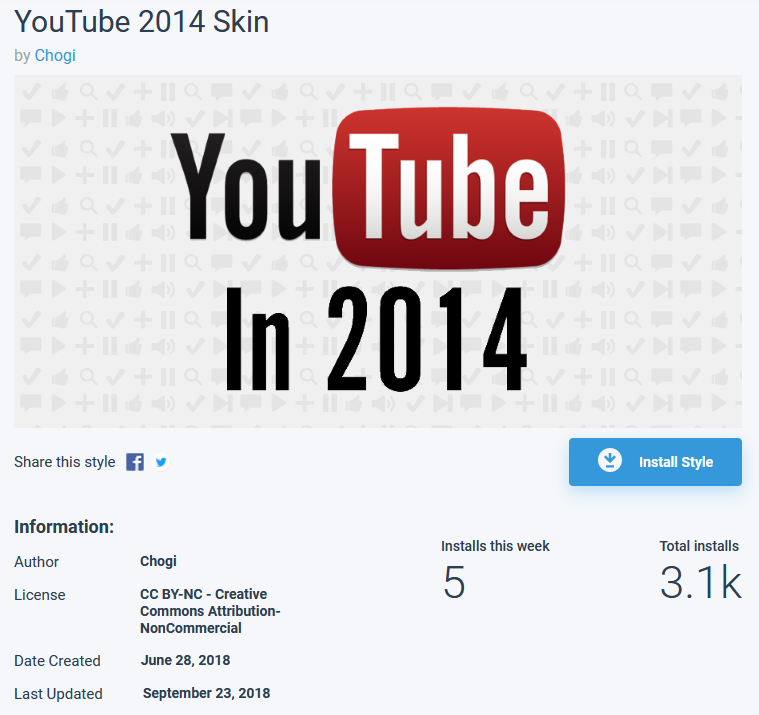 YouTube 2014 Skin
by Chogi
YouTube
In 2014
Share this style
Install Style
Information:
Author Chogi
License CC BY-NC - Creative
Commons Attribution-
NonCommercial
Date Created June 28, 2018
Last Updated September 23, 2018
Installs this week
5
Total installs
3.1k